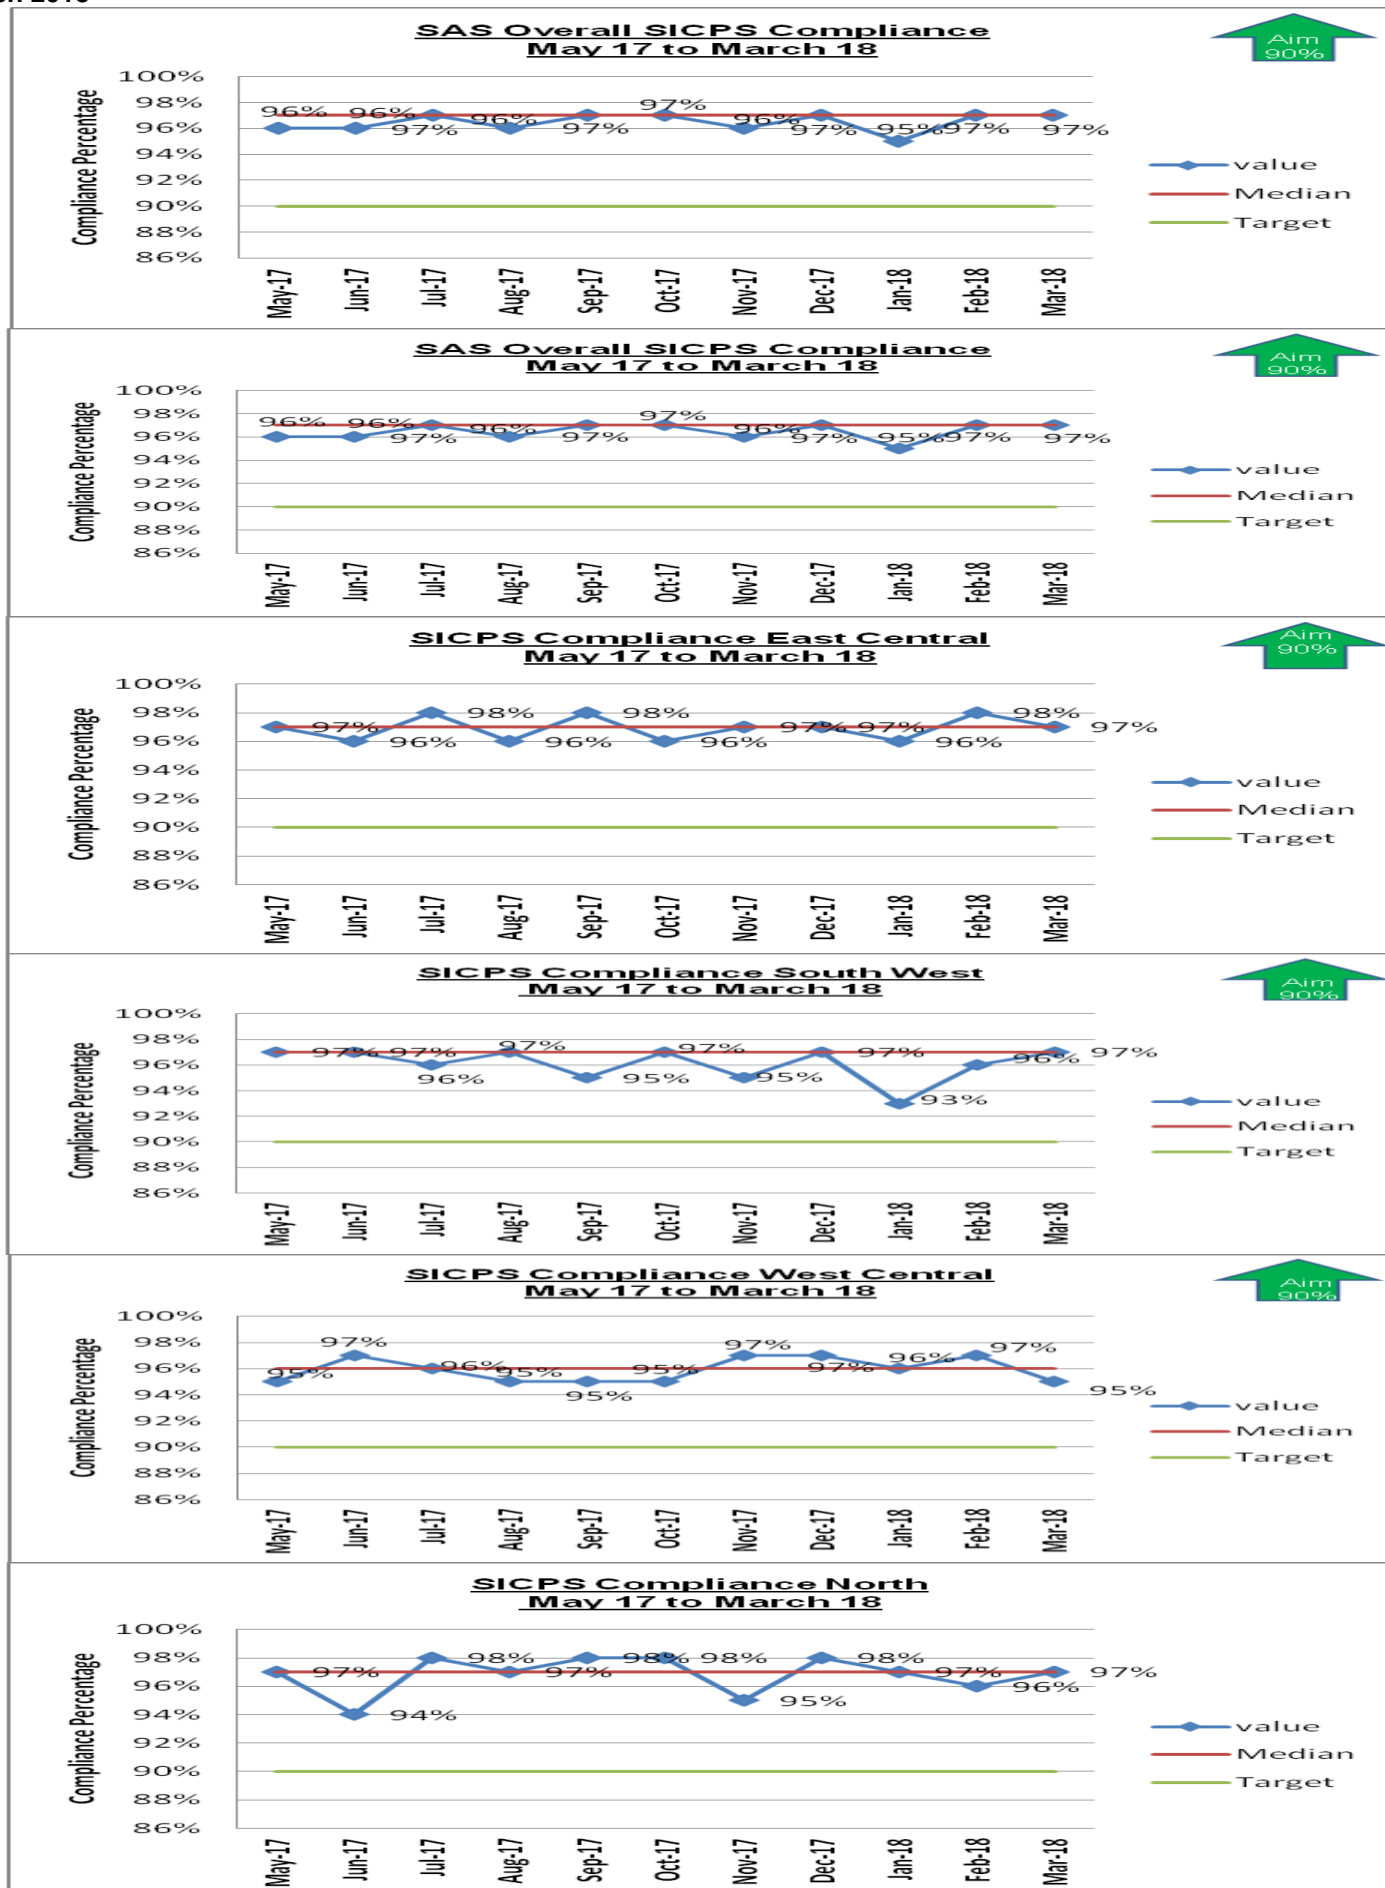 2018
SAS Overall SICPS Compliance
May 17 to March 18
Aim
90%
Compliance Percentage
100%
98%
96%
94%
92%
90%
88%
86%
96% 96% 97% 96% 97% 97% 96% 97% 95% 97% 97%
value
Median
Target
May-17 Jun-17 Jul-17 Aug-17 Sep-17 Oct-17 Nov-17 Dec-17 Jan-18 Feb-18 Mar-18
SAS Overall SICPS Compliance
May 17 to March 18
Aim
90%
Compliance Percentage
100%
98%
96%
94%
92%
90%
88%
86%
96% 96% 97% 96% 97% 97% 96% 97% 95% 97% 97%
value
Median
Target
May-17 Jun-17 Jul-17 Aug-17 Sep-17 Oct-17 Nov-17 Dec-17 Jan-18 Feb-18 Mar-18
SICPS Compliance East Central
May 17 to March 18
Aim
90%
Compliance Percentage
100%
98%
96%
94%
92%
90%
88%
86%
97% 96% 98% 96% 98% 96% 97% 97% 96% 98% 97%
value
Median
Target
May-17 Jun-17 Jul-17 Aug-17 Sep-17 Oct-17 Nov-17 Dec-17 Jan-18 Feb-18 Mar-18
SICPS Compliance South West
May 17 to March 18
Aim
90%
Compliance Percentage
100%
98%
96%
94%
92%
90%
88%
86%
97% 97% 96% 97% 95% 97% 95% 97% 93% 96% 97%
value
Median
Target
May-17 Jun-17 Jul-17 Aug-17 Sep-17 Oct-17 Nov-17 Dec-17 Jan-18 Feb-18 Mar-18
SICPS Compliance West Central
May 17 to March 18
Aim
90%
Compliance Percentage
100%
98%
96%
94%
92%
90%
88%
86%
95% 97% 96% 95% 95% 95% 97% 97% 96% 97% 95%
value
Median
Target
May-17 Jun-17 Jul-17 Aug-17 Sep-17 Oct-17 Nov-17 Dec-17 Jan-18 Feb-18 Mar-18
SICPS Compliance North
May 17 to March 18
Compliance Percentage
100%
98%
96%
94%
92%
90%
88%
86%
97% 94% 98% 97% 98% 98% 95% 98% 97% 96% 97%
value
Median
Target
May-17 Jun-17 Jul-17 Aug-17 Sep-17 Oct-17 Nov-17 Dec-17 Jan-18 Feb-18 Mar-18